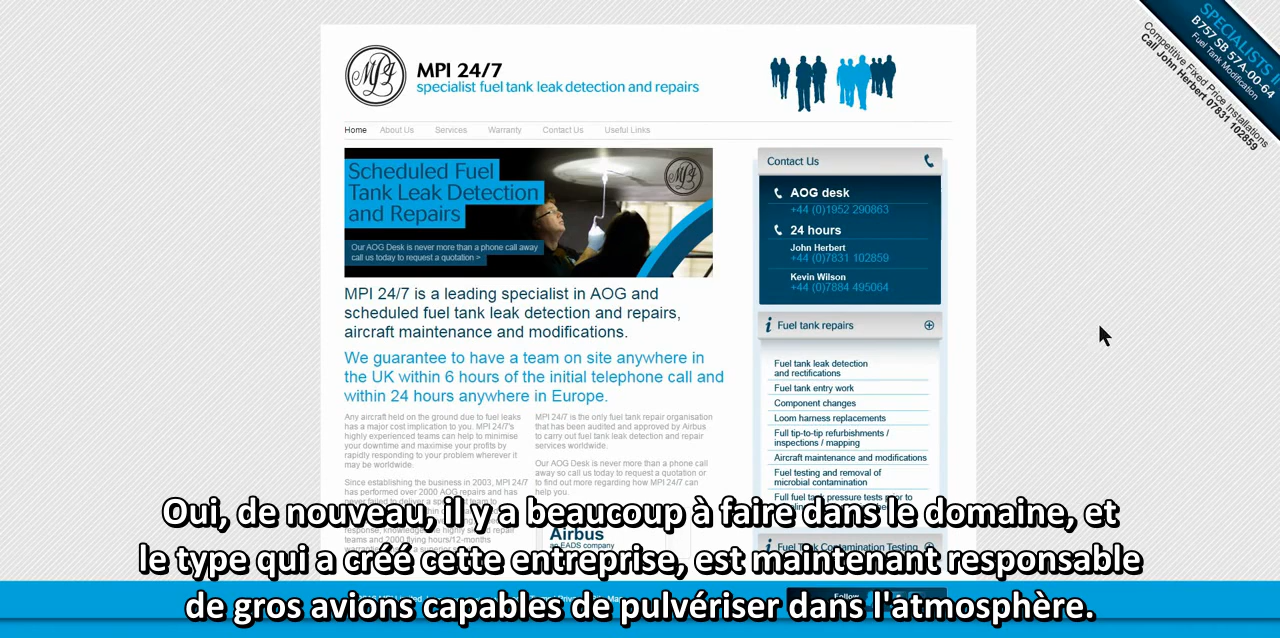 SPECIALISTS
B757 SB 57A-00-64
Fuel Tank Modification
Competitive Fixed Price Installations
Call John Herbert 07831 102859
MPI
MPI 24/7
specialist fuel tank leak detection and repairs
Home About Us Services Warranty Contact Us Useful Links
Scheduled Fuel
Tank Leak Detection
and Repairs
MPI
Our AOG Desk is never more than a phone call away
call us today to request a quotation >
MPI 24/7 is a leading specialist in AOG and
scheduled fuel tank leak detection and repairs,
aircraft maintenance and modifications.
We guarantee to have a team on site anywhere in
the UK within 6 hours of the initial telephone call and
within 24 hours anywhere in Europe.
Any aircraft held on the ground due to fuel leaks
has a major cost implication to you. MPI 24/7's
highly experienced teams can help to minimise
your downtime and maximise your profits by
rapidly responding to your problem wherever it
may be worldwide.
Since establishing the business in 2003, MPI 24/7
has performed over 2000 AOG repairs and has
MPI 24/7 is the only fuel tank repair organisation
that has been audited and approved by Airbus
to carry out fuel tank leak detection and repair
services worldwide.
Our AOG Desk is never more than a phone call
away so call us today to request a quotation or
to find out more regarding how MPI 24/7 can
help you.
Airbus
an EADS company
Contact Us
AOG desk
+44 (0)1952 290863
24 hours
John Herbert
+44 (0)7831 102859
Kevin Wilson
+44 (0)7884 495064
Fuel tank repairs
Fuel tank leak detection
and rectifications
Fuel tank entry work
Component changes
Loom harness replacements
Full tip-to-tip refurbishments /
inspections / mapping
Aircraft maintenance and modifications
Fuel testing and removal of
microbial contamination
Full fuel tank pressure tests prior to
Fuel Tank Contamination Testing
Follow
Oui, de nouveau, il y a beaucoup à faire dans le domaine, et
le type qui a créé cette entreprise, est maintenant responsable
de gros avions capables de pulvériser dans l'atmosphère.